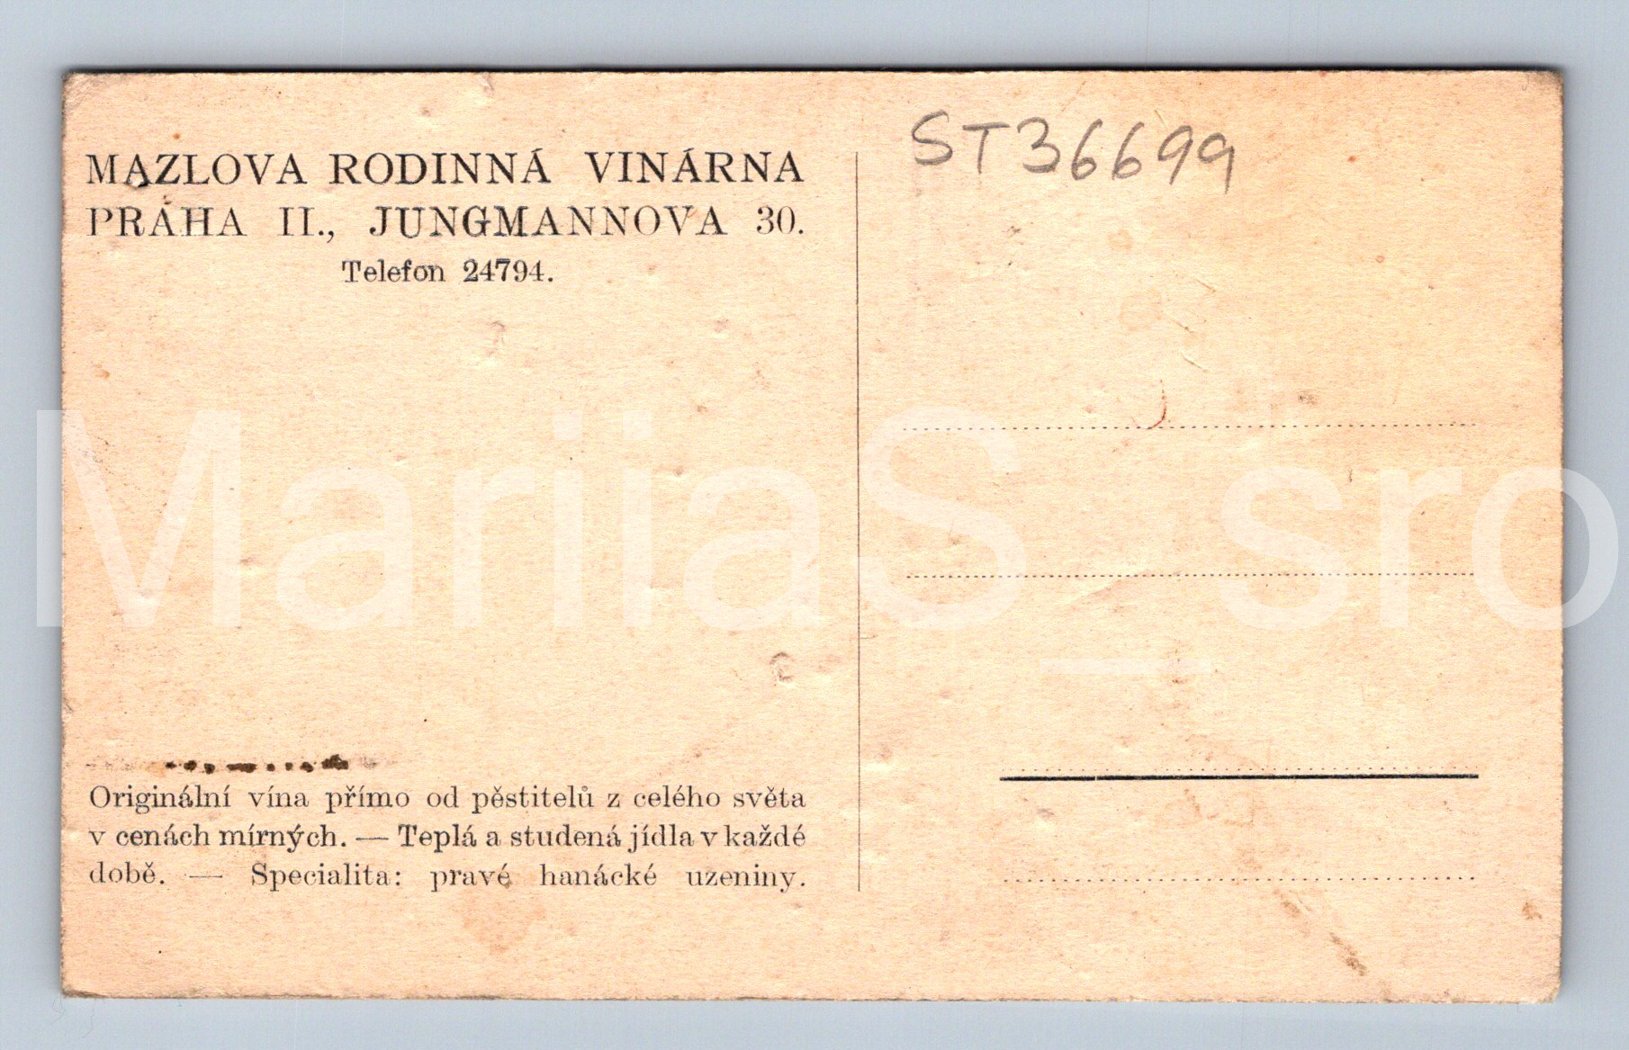 MAZLOVA RODINNÁ VINÁRNA
PRAHA II., JUNGMANNOVA 30.
Telefon 24794.
ST36699
MariiaS_sro
Originální vína přímo od pěstitelů z celého světa
v cenách mírných. — Teplá a studená jídla v každé
době. — Specialita: pravé hanácké uzeniny.